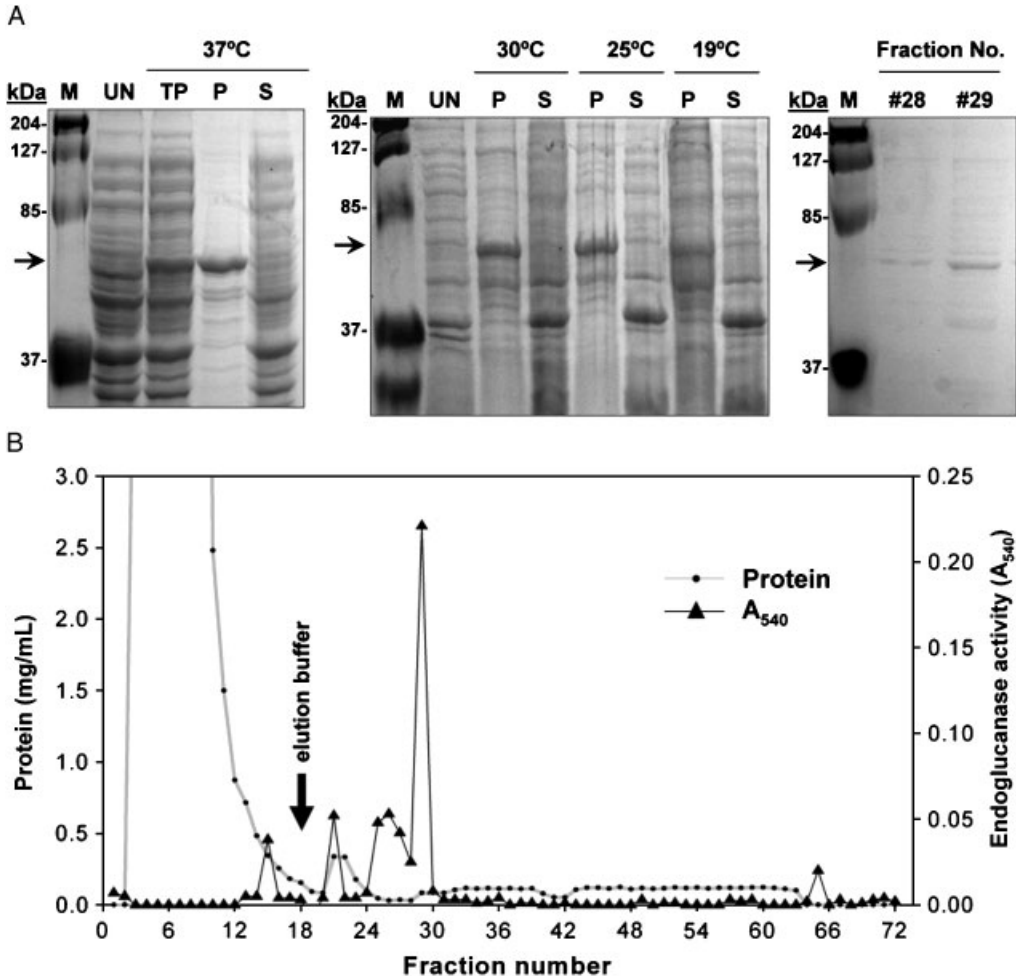 A
37ºC
kDa M UN TP P S
204-
127-
85-
37-
30ºC 25ºC 19ºC
kDa M UN P S P S P S
204-
127-
85-
37-
Fraction No.
kDa M #28 #29
204-
127-
85-
37-
B
Protein (mg/mL)
3.0
2.5
2.0
1.5
1.0
0.5
0.0
elution buffer
Protein
A540
0.25
0.20
0.15
0.10
0.05
0.00
Endoglucanase activity (A540)
0 6 12 18 24 30 36 42 48 54 60 66 72
Fraction number